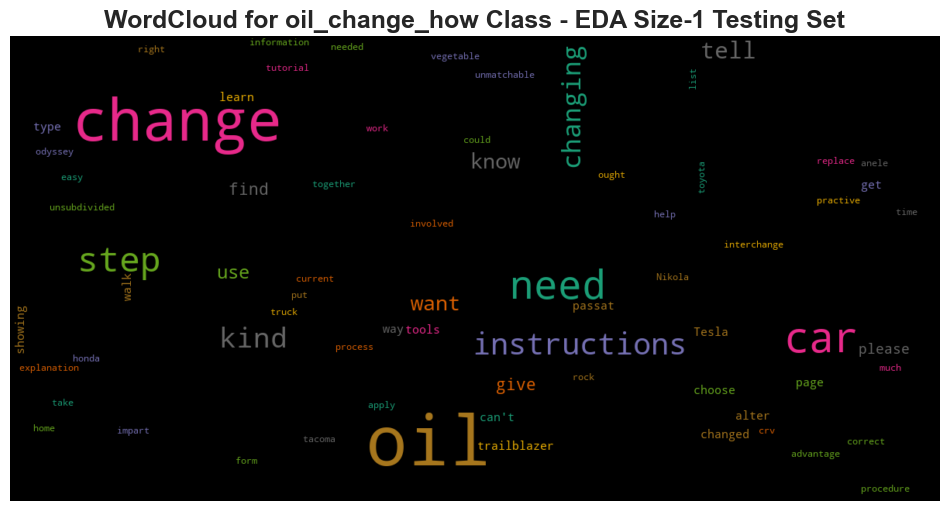 WordCloud for oil_change_how Class - EDA Size-1 Testing Set
right
information
needed
vegetable
tell
tutorial
unmatchable
list
changing
learn
change
type
work
could
know
odyssey
replace
anele
easy
find
together
ought
toyota
get
unsubdivided
practive
time
involved
help
interchange
step
use
walk
current
need
Nikola
put
truck
want
passat
showing
kind
way
tools
instructions
Tesla
car
please
process
honda
explanation
rock
much
give
choose
page
take
apply
can't
alter
home
impart
tacoma
oil
trailblazer
changed
crv
correct
form
advantage
procedure